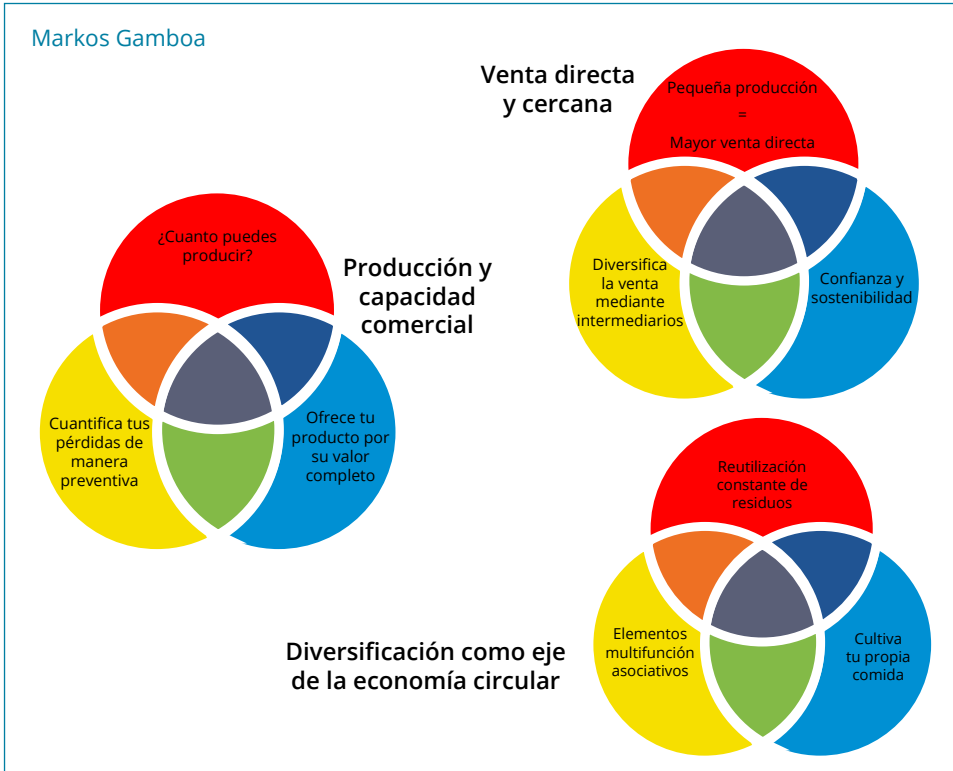 Markos Gamboa
Venta directa
y cercana
Pequeña producción
=
Mayor venta directa
Diversifica
la venta
mediante
intermediarios
Confianza y
sostenibilidad
¿Cuanto puedes
producir?
Producción y
capacidad
comercial
Cuantifica tus
pérdidas de
manera
preventiva
Ofrece tu
producto por
su valor
completo
Reutilización
constante de
residuos
Diversificación como eje
de la economía circular
Elementos
multifunción
asociativos
Cultiva
tu propia
comida